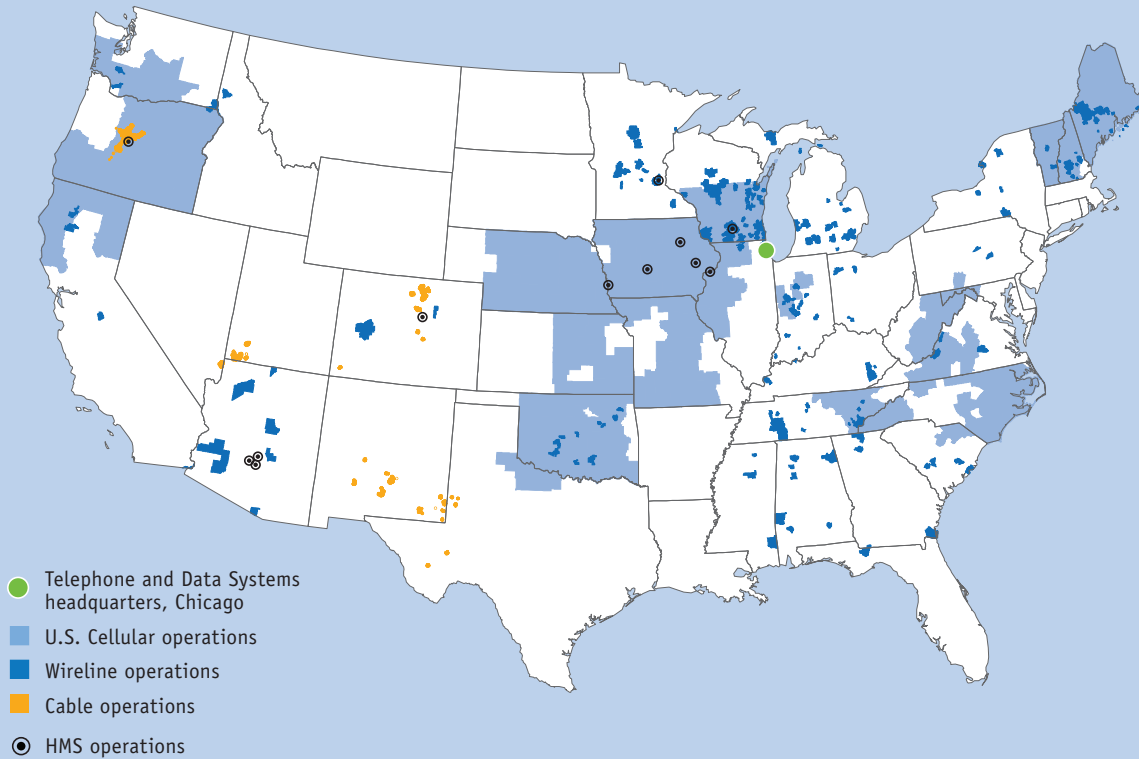 Telephone and Data Systems
headquarters, Chicago
U.S. Cellular operations
Wireline operations
Cable operations
HMS operations